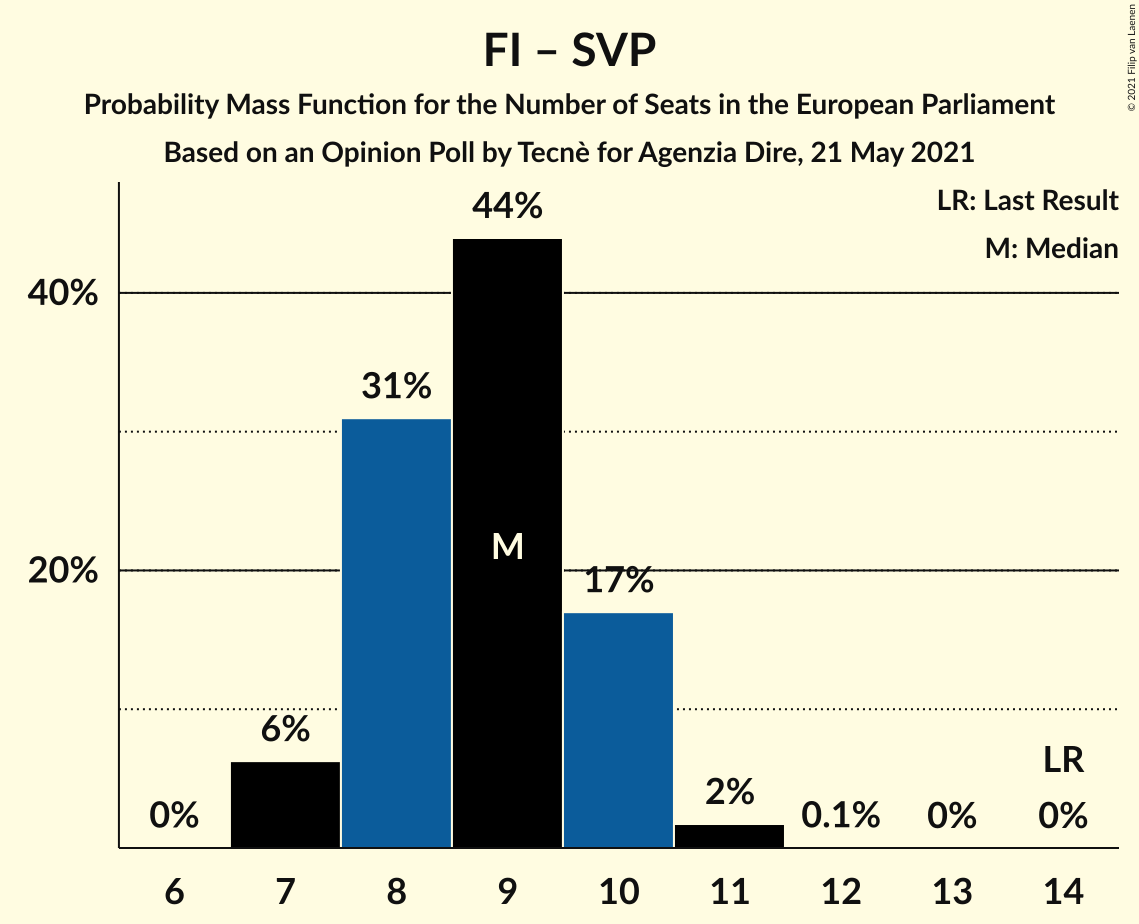 FI – SVP
Probability Mass Function for the Number of Seats in the European Parliament
Based on an Opinion Poll by Tecnè for Agenzia Dire, 21 May 2021
© 2021 Filip van Laenen
LR: Last Result
M: Median
44%
40%
31%
M
20%
17%
6%
LR
2%
0%
0.1%
0%
0%
6 7 8 9 10 11 12 13 14